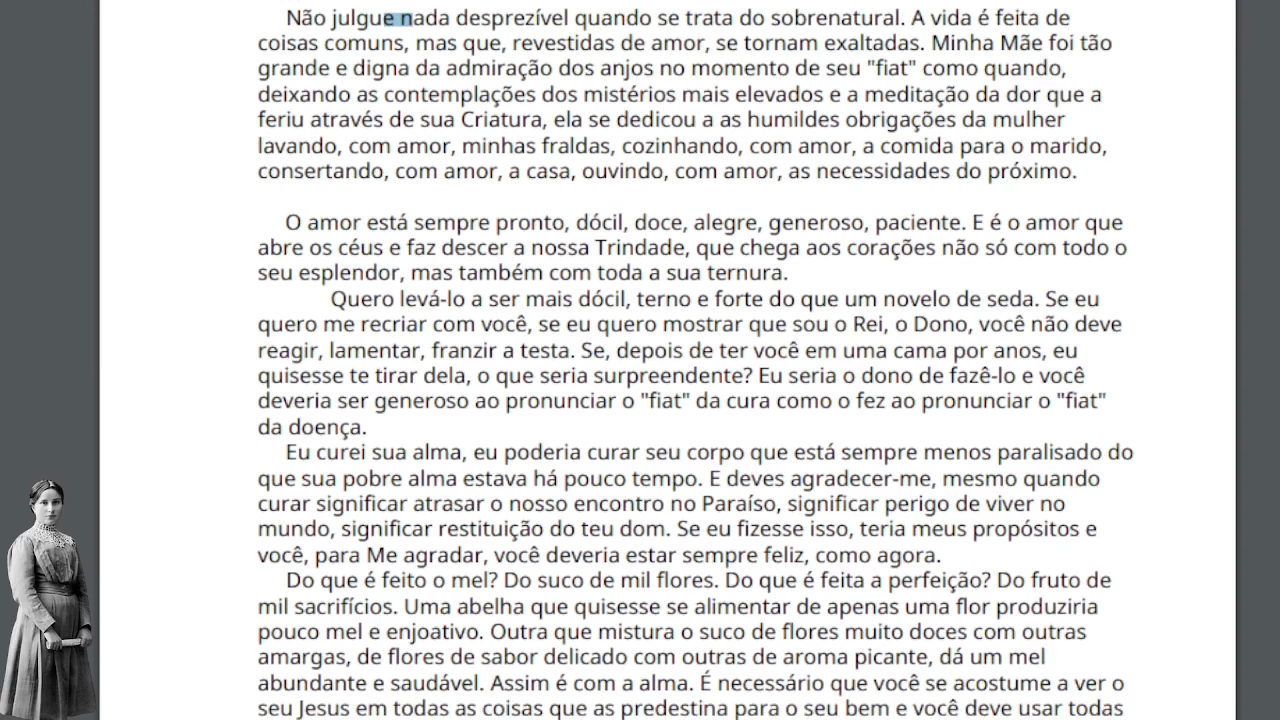 Não julgue nada desprezível quando se trata do sobrenatural. A vida é feita de
coisas comuns, mas que, revestidas de amor, se tornam exaltadas. Minha Mãe foi tão
grande e digna da admiração dos anjos no momento de seu "fiat" como quando,
deixando as contemplações dos mistérios mais elevados e a meditação da dor que a
feriu através de sua Criatura, ela se dedicou a as humildes obrigações da mulher
lavando, com amor, minhas fraldas, cozinhando, com amor, a comida para o marido,
consertando, com amor, a casa, ouvindo, com amor, as necessidades do próximo.
O amor está sempre pronto, dócil, doce, alegre, generoso, paciente. E é o amor que
abre os céus e faz descer a nossa Trindade, que chega aos corações não só com todo o
seu esplendor, mas também com toda a sua ternura.
Quero levá-lo a ser mais dócil, terno e forte do que um novelo de seda. Se eu
quero me recriar com você, se eu quero mostrar que sou o Rei, o Dono, você não deve
reagir, lamentar, franzir a testa. Se, depois de ter você em uma cama por anos, eu
quisesse te tirar dela, o que seria surpreendente? Eu seria o dono de fazê-lo e você
deveria ser generoso ao pronunciar o "fiat" da cura como o fez ao pronunciar o "fiat"
da doença.
Eu curei sua alma, eu poderia curar seu corpo que está sempre menos paralisado do
que sua pobre alma estava há pouco tempo. E deves agradecer-me, mesmo quando
curar significar atrasar o nosso encontro no Paraíso, significar perigo de viver no
mundo, significar restituição do teu dom. Se eu fizesse isso, teria meus propósitos e
você, para Me agradar, você deveria estar sempre feliz, como agora.
Do que é feito o mel? Do suco de mil flores. Do que é feita a perfeição? Do fruto de
mil sacrifícios. Uma abelha que quisesse se alimentar de apenas uma flor produziria
pouco mel e enjoativo. Outra que mistura o suco de flores muito doces com outras
amargas, de flores de sabor delicado com outras de aroma picante, dá um mel
abundante e saudável. Assim é com a alma. É necessário que você se acostume a ver o
seu Jesus em todas as coisas que as predestina para o seu bem e você deve usar todas